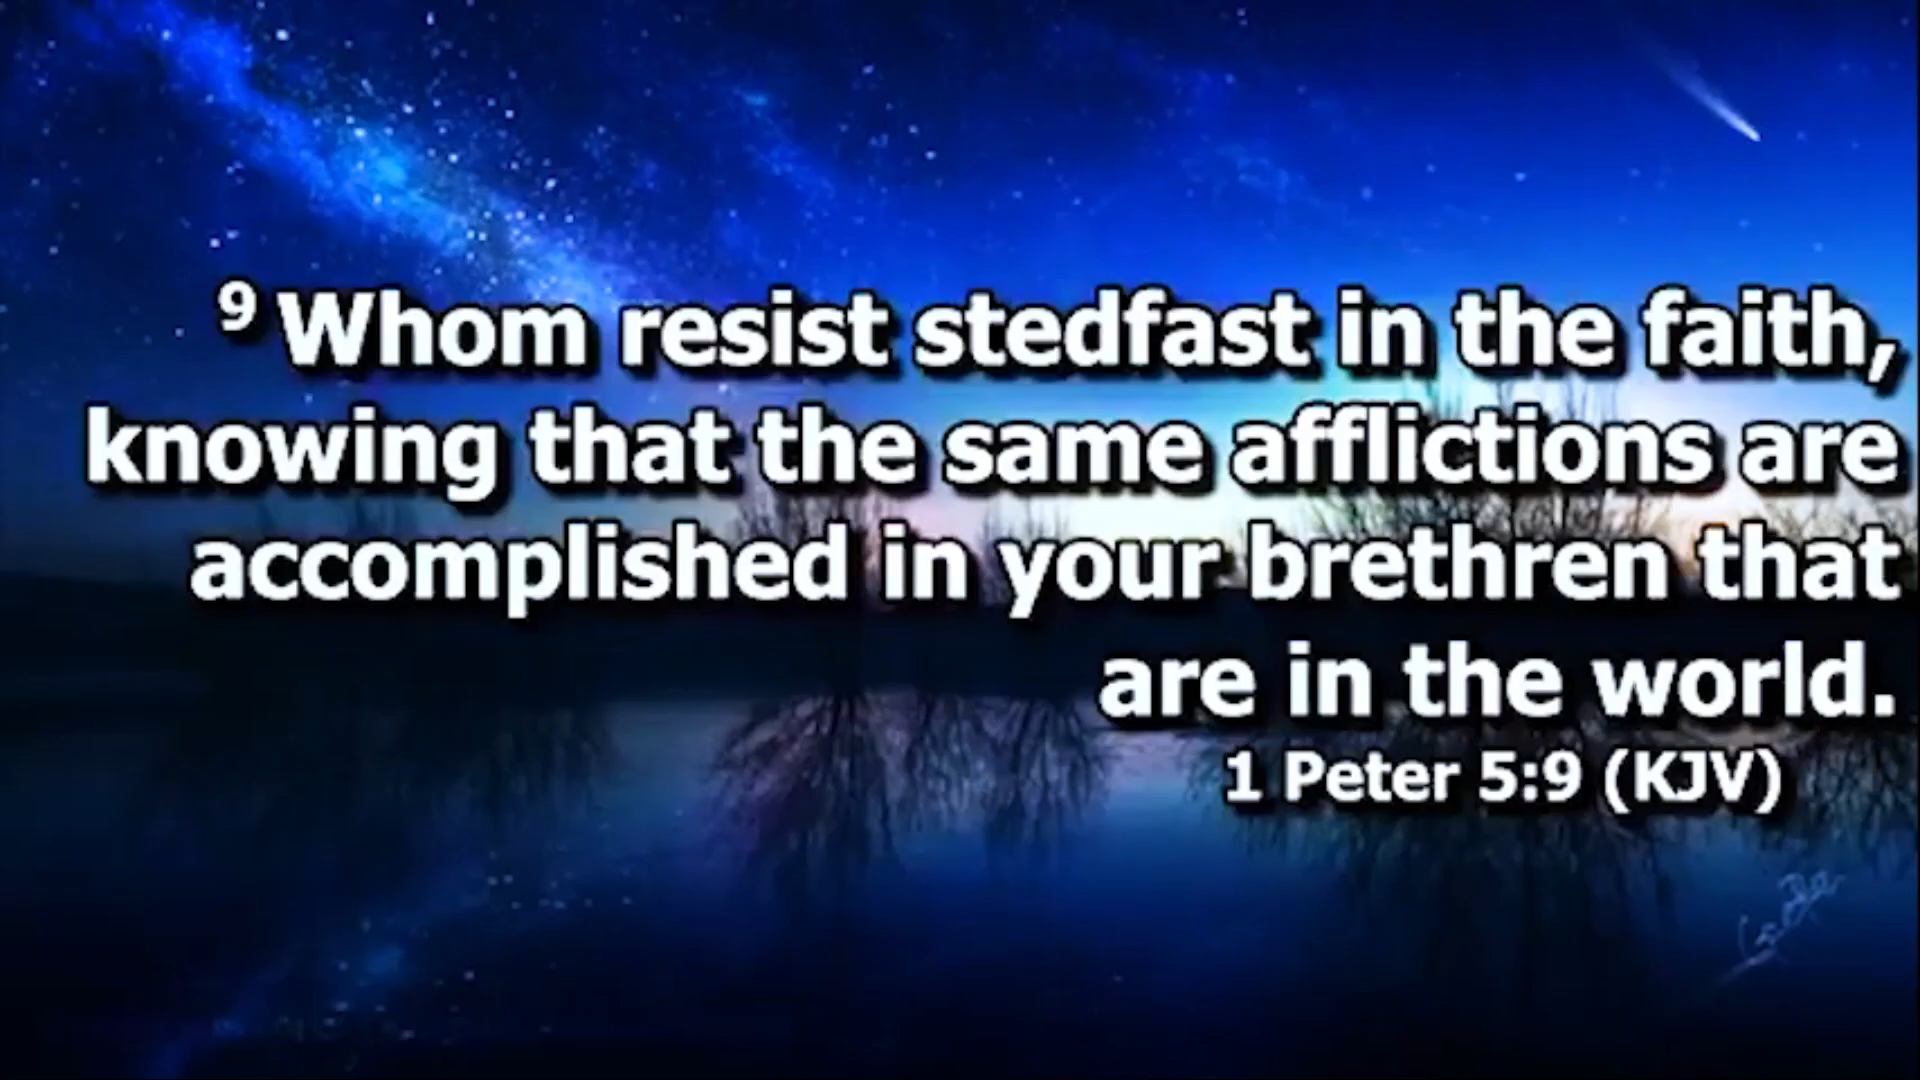 9 Whom resist stedfast in the faith,
knowing that the same afflictions are
accomplished in your brethren that
are in the world.
1 Peter 5:9 (KJV)